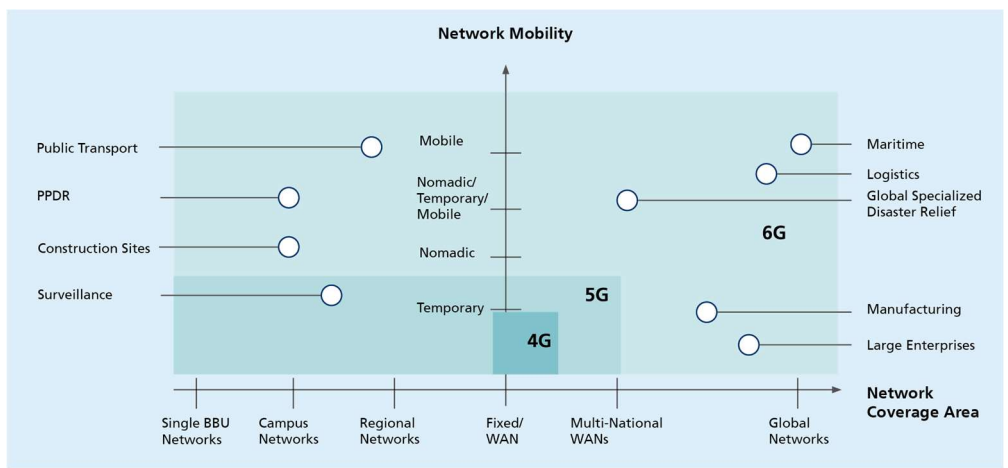 Network Mobility
Public Transport
PPDR
Construction Sites
Surveillance
Mobile
Nomadic/
Temporary/
Mobile
Nomadic
Temporary
4G
5G
6G
Maritime
Logistics
Global Specialized
Disaster Relief
Manufacturing
Large Enterprises
Network
Coverage Area
Single BBU
Networks
Campus
Networks
Regional
Networks
Fixed/
WAN
Multi-National
WANs
Global
Networks